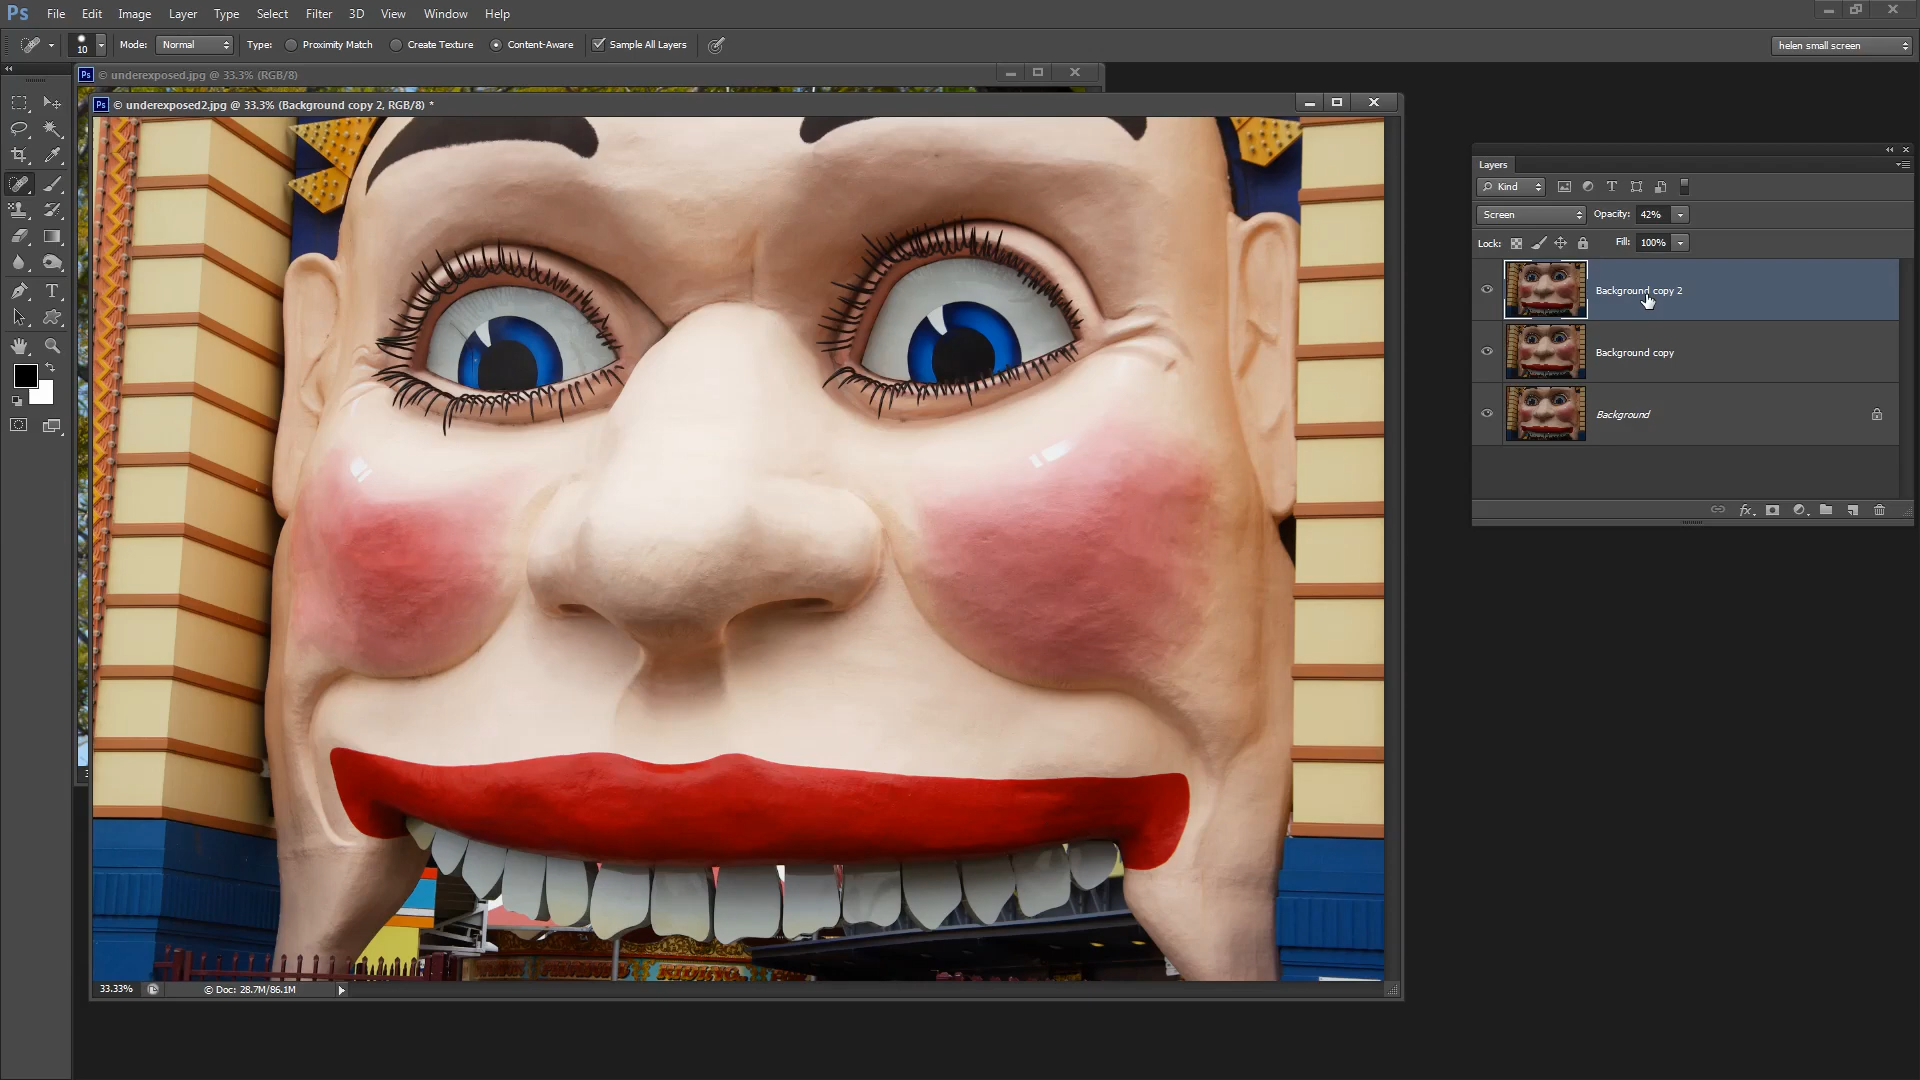 Ps File Edit Image Layer Type Select Filter 3D View Window Help
10 Mode: Normal Type: Proximity Match Create Texture Content-Aware Sample All Layers helen small screen
Ps © underexposed.jpg @ 33.3% (RGB/8)
Ps © underexposed2.jpg @ 33.3% (Background copy 2, RGB/8) *
Layers
Kind
Screen Opacity: 42%
Lock: Fill: 100%
Background copy 2
Background copy
Background
fx
33.33% © Doc: 28.7M/86.1M